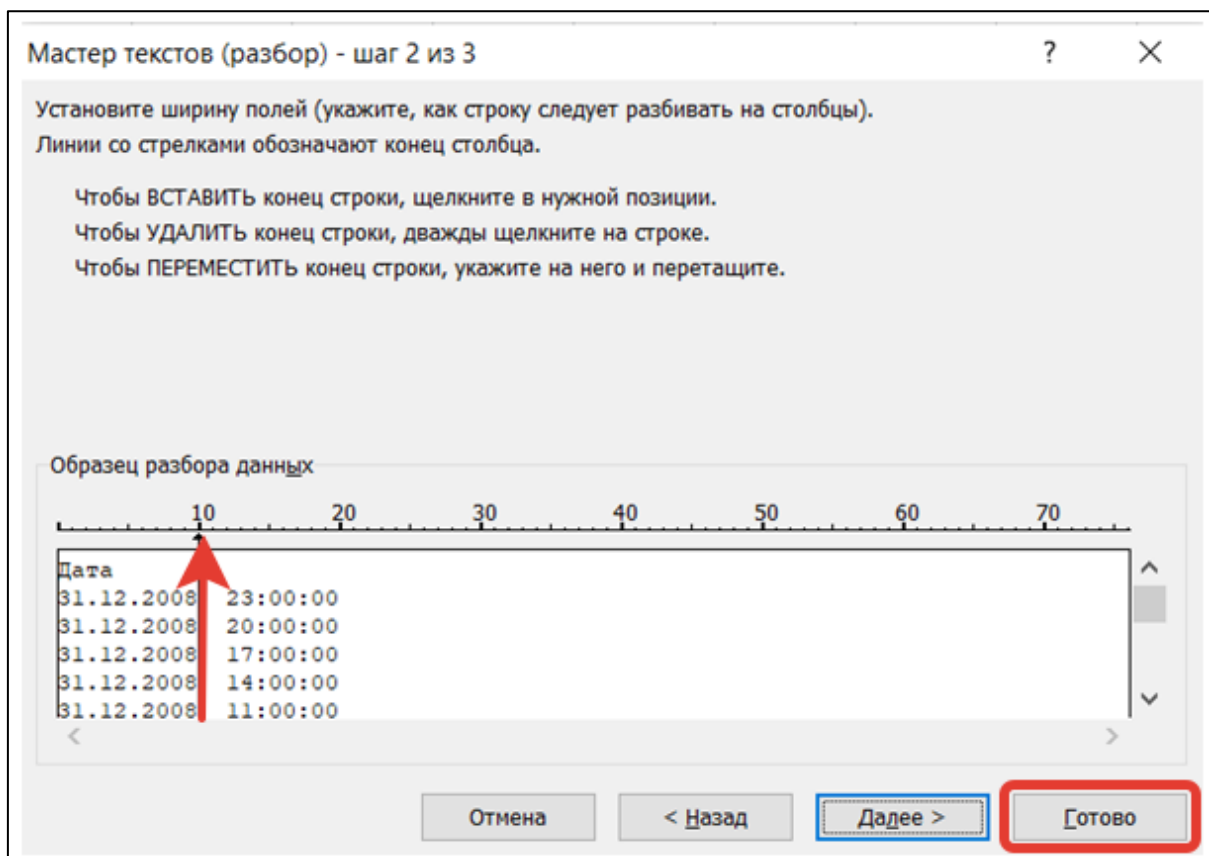 Мастер текстов (разбор) - шаг 2 из 3 ?
Установите ширину полей (укажите, как строку следует разбивать на столбцы).
Линии со стрелками обозначают конец столбца.
Чтобы ВСТАВИТЬ конец строки, щелкните в нужной позиции.
Чтобы УДАЛИТЬ конец строки, дважды щелкните на строке.
Чтобы ПЕРЕМЕСТИТЬ конец строки, укажите на него и перетащите.
Образец разбора данных
10 20 30 40 50 60 70
Дата
31.12.2008 23:00:00
31.12.2008 20:00:00
31.12.2008 17:00:00
31.12.2008 14:00:00
31.12.2008 11:00:00
Отмена < Назад Далее > Готово